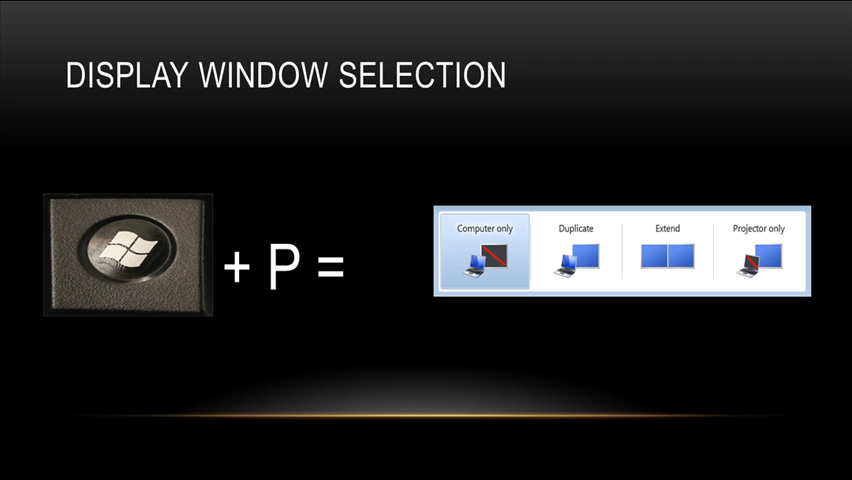 DISPLAY WINDOW SELECTION
+ P =
Computer only
Duplicate
Extend
Projector only